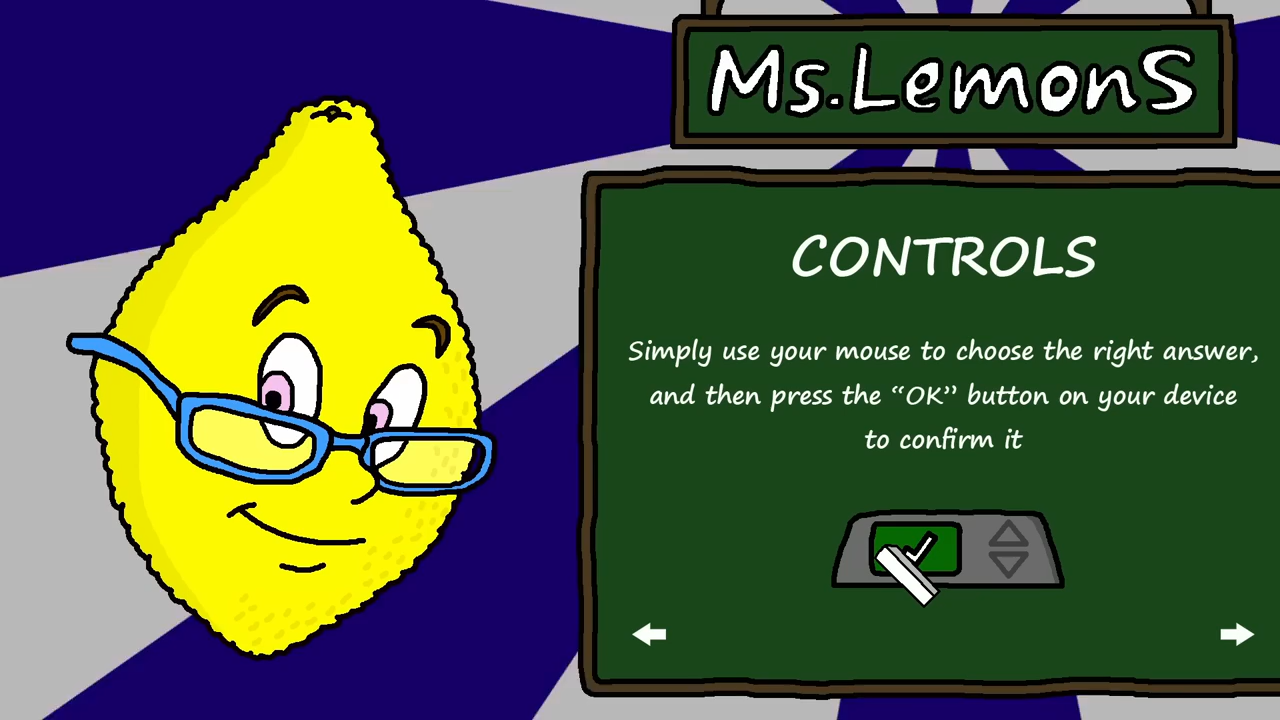 Ms.LemonS
CONTROLS
Simply use your mouse to choose the right answer,
and then press the “OK” button on your device
to confirm it